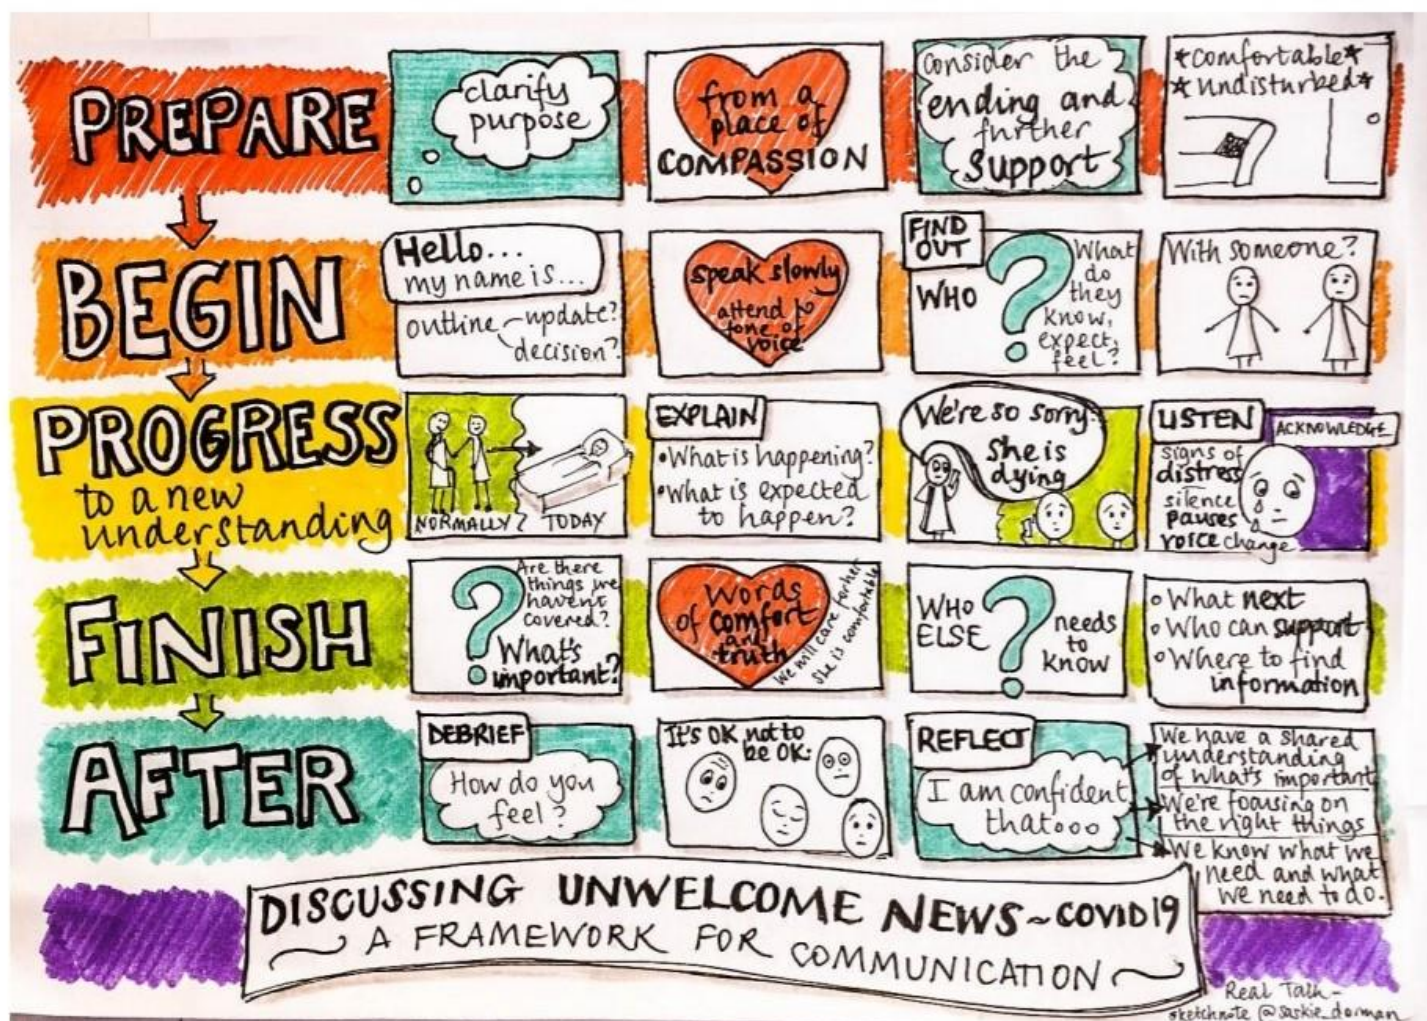 PREPARE
clarify
purpose
from a
place of
COMPASSION
Consider the
ending and
further
Support
*Comfortable*
*Undisturbed*
BEGIN
Hello...
my name is...
outline - update?
decision?
speak slowly
attend to
tone of
voice
FIND
OUT
WHO
What
do
they
know,
expect,
feel?
With someone?
PROGRESS
to a new
understanding
NORMALLY?
TODAY
EXPLAIN
•What is happening?
•What is expected
to happen?
We're so sorry.
She is
dying
LISTEN
ACKNOWLEDGE
signs of
distress
silence
pauses
voice change
FINISH
?
Are there
things we
haven't
covered?
What's
important?
Words
of comfort
and
truth
We will care for her
She is comfortable
WHO
ELSE
?
needs
to
know
○ What next
○ Who can support
○ Where to find
information
AFTER
DEBRIEF
How do you
feel?
It's OK not to
be OK.
REFLECT
I am confident
that...
We have a shared
understanding
of what's important
We're focusing on
the right things
We know what we
need and what
we need to do.
DISCUSSING UNWELCOME NEWS ~ COVID19
~ A FRAMEWORK FOR COMMUNICATION ~
Real Talk -
sketchnote @saskie_dorman